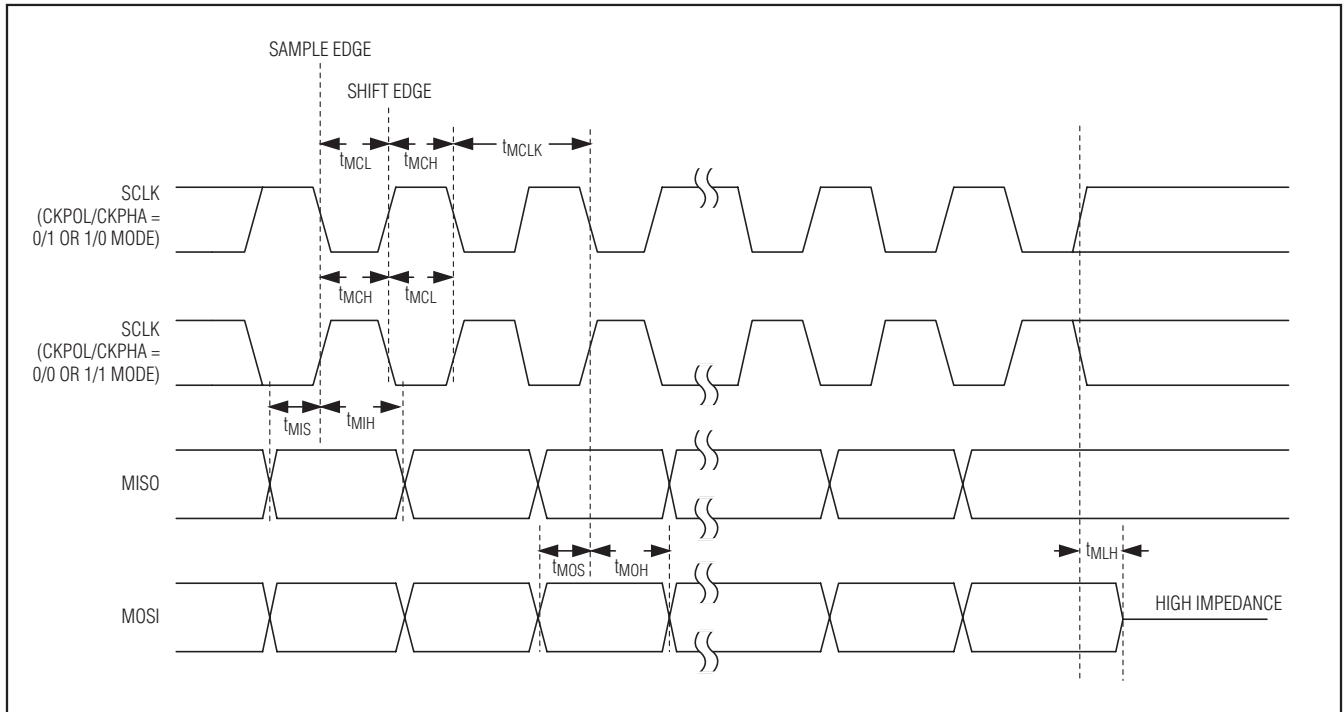 SAMPLE EDGE
SHIFT EDGE
tMCL
tMCH
tMCLK
SCLK
(CKPOL/CKPHA =
0/1 OR 1/0 MODE)
tMCH
tMCL
SCLK
(CKPOL/CKPHA =
0/0 OR 1/1 MODE)
tMIS
tMIH
MISO
tMOS
tMOH
tMLH
MOSI
HIGH IMPEDANCE